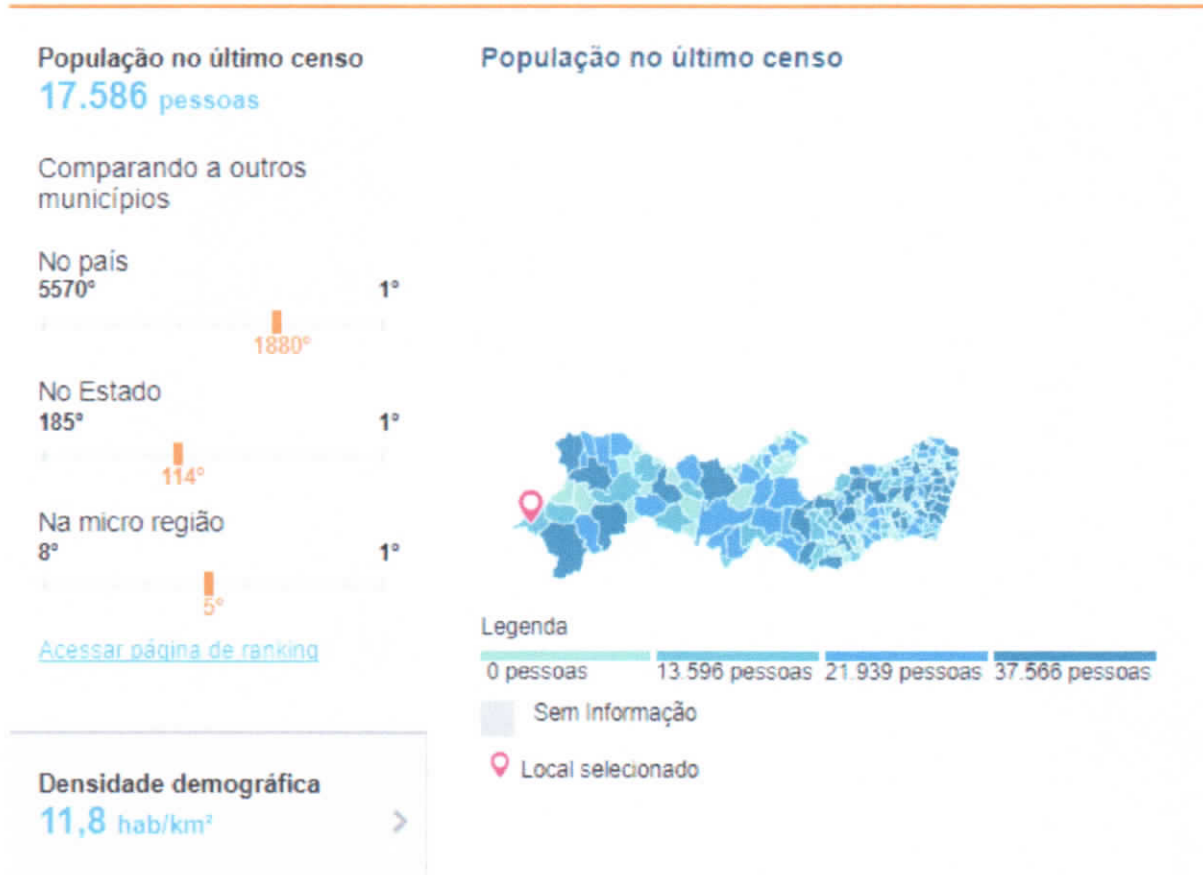 População no último censo
17.586 pessoas
Comparando a outros
municípios
No país
5570° 1°
1880°
No Estado
185° 1°
114°
Na micro região
8° 1°
5°
Acessar página de ranking
Densidade demográfica
11,8 hab/km²
População no último censo
Legenda
0 pessoas 13.596 pessoas 21.939 pessoas 37.566 pessoas
Sem Informação
Local selecionado